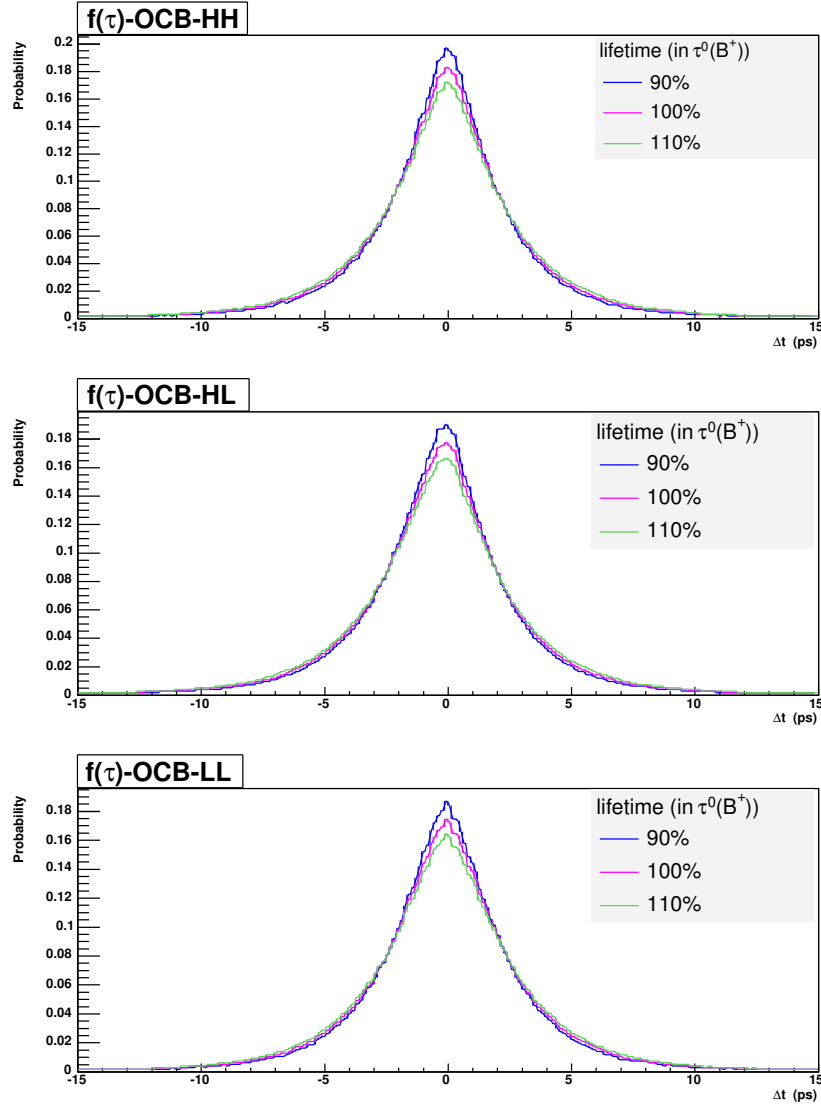 f(τ)-OCB-HH
Probability
0.2
0.18
0.16
0.14
0.12
0.1
0.08
0.06
0.04
0.02
0
-15 -10 -5 0 5 10 15
Δt (ps)
lifetime (in τ⁰(B⁺))
90%
100%
110%
f(τ)-OCB-HL
Probability
0.18
0.16
0.14
0.12
0.1
0.08
0.06
0.04
0.02
0
-15 -10 -5 0 5 10 15
Δt (ps)
lifetime (in τ⁰(B⁺))
90%
100%
110%
f(τ)-OCB-LL
Probability
0.18
0.16
0.14
0.12
0.1
0.08
0.06
0.04
0.02
0
-15 -10 -5 0 5 10 15
Δt (ps)
lifetime (in τ⁰(B⁺))
90%
100%
110%